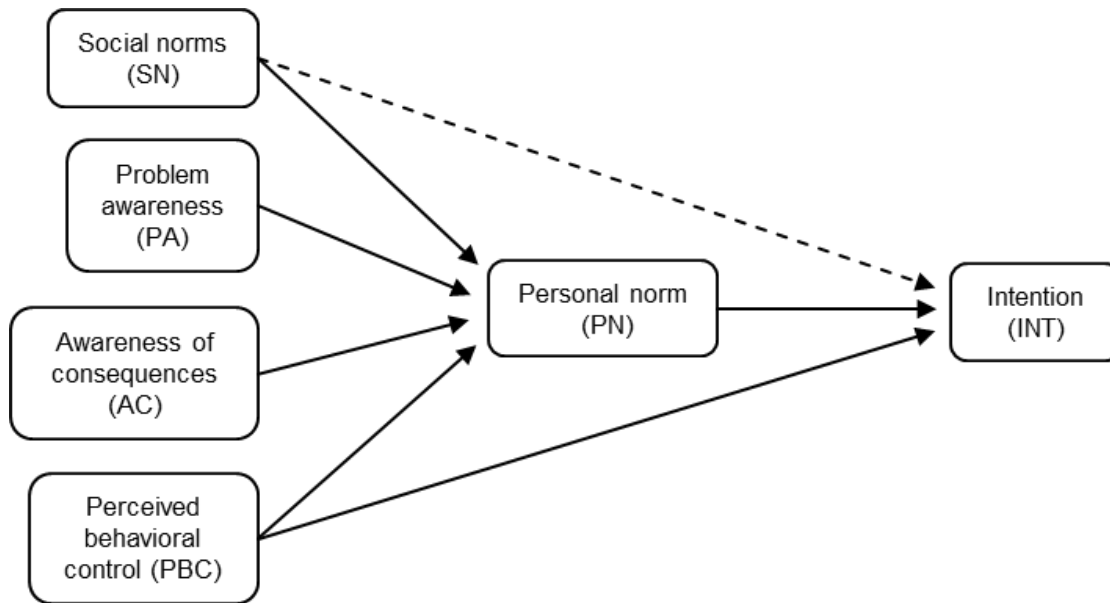 Social norms
(SN)
Problem
awareness
(PA)
Awareness of
consequences
(AC)
Perceived
behavioral
control (PBC)
Personal norm
(PN)
Intention
(INT)